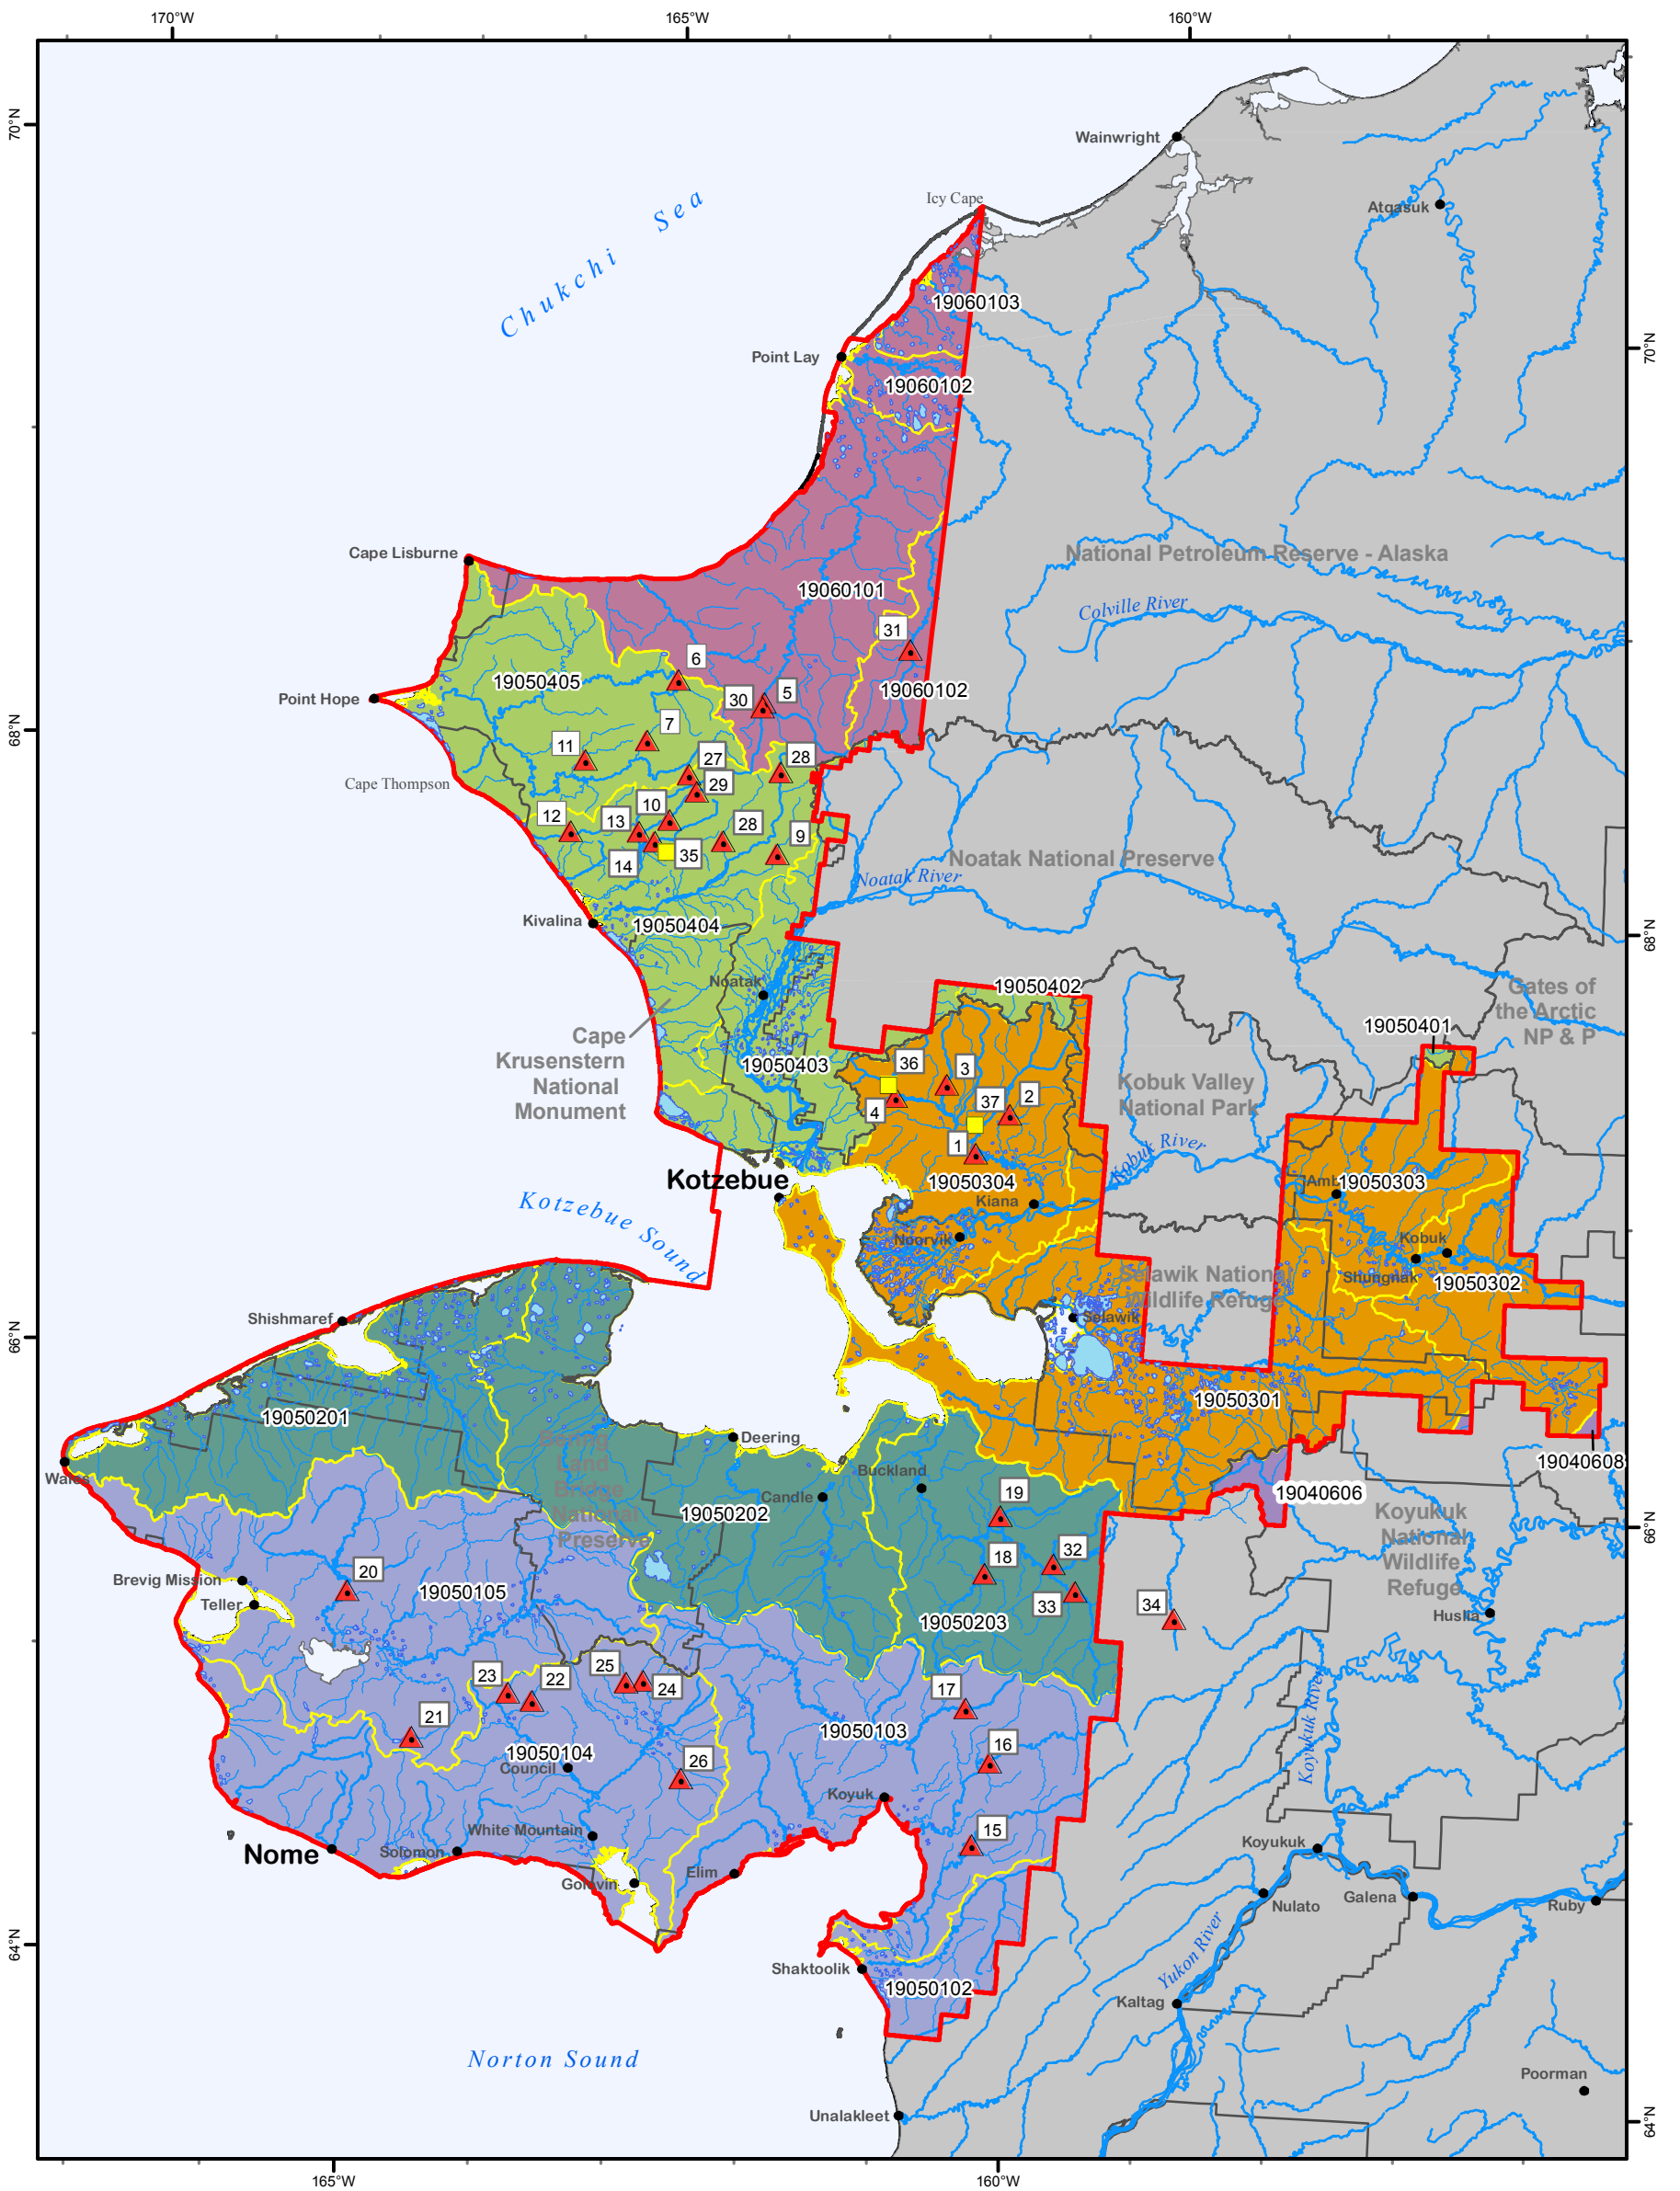 170°W
165°W
160°W
70°N
Wainwright
Icy Cape
Atqasuk
Chukchi Sea
19060103
Point Lay
70°N
19060102
Cape Lisburne
National Petroleum Reserve - Alaska
19060101
Colville River
31
6
19050405
19060102
Point Hope
30
5
7
68°N
11
27
28
Cape Thompson
29
10
12
13
28
9
14
35
Noatak National Preserve
Noatak River
Kivalina
19050404
68°N
Noatak
19050402
Gates of
the Arctic
NP & P
19050401
Cape
Krusenstern
National
Monument
19050403
36
3
Kobuk Valley
National Park
4
37
2
1
Kobuk River
Kotzebue
19050304
Kiana
19050303
Kotzebue Sound
Noorvik
Kobuk
Selawik National
Wildlife Refuge
Shungnak
19050302
Shishmaref
Selawik
66°N
19050301
19050201
Deering
Bering
Land
Bridge
National
Preserve
Buckland
19040608
Wales
Candle
19050202
19
19040606
Koyukuk
National
Wildlife
Refuge
66°N
18
32
Brevig Mission
20
19050105
Teller
33
34
19050203
Huslia
23
22
25
24
17
Koyukuk River
21
19050103
16
19050104
Council
26
Koyuk
White Mountain
15
Nome
Solomon
Koyukuk
Golovin
Elim
Nulato
Galena
Ruby
64°N
Yukon River
Shaktoolik
19050102
Kaltag
Norton Sound
Poorman
Unalakleet
64°N
165°W
160°W